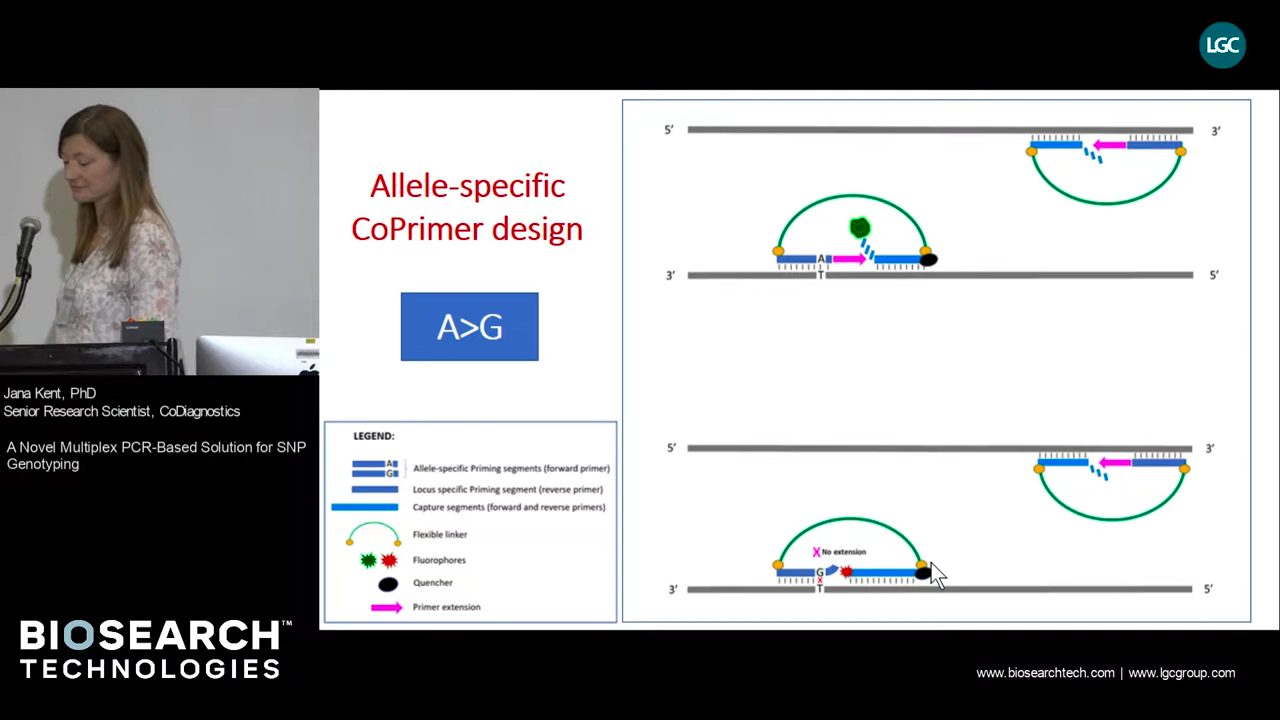 LGC
Allele-specific
CoPrimer design
A>G
5’
3’
A
T
3’
5’
5’
3’
X No extension
G
x
T
3’
5’
LEGEND:
A
G
Allele-specific Priming segments (forward primer)
Locus specific Priming segment (reverse primer)
Capture segments (forward and reverse primers)
Flexible linker
Fluorophores
Quencher
Primer extension
Jana Kent, PhD
Senior Research Scientist, CoDiagnostics
A Novel Multiplex PCR-Based Solution for SNP
Genotyping
BIOSEARCH™
TECHNOLOGIES
www.biosearchtech.com | www.lgcgroup.com